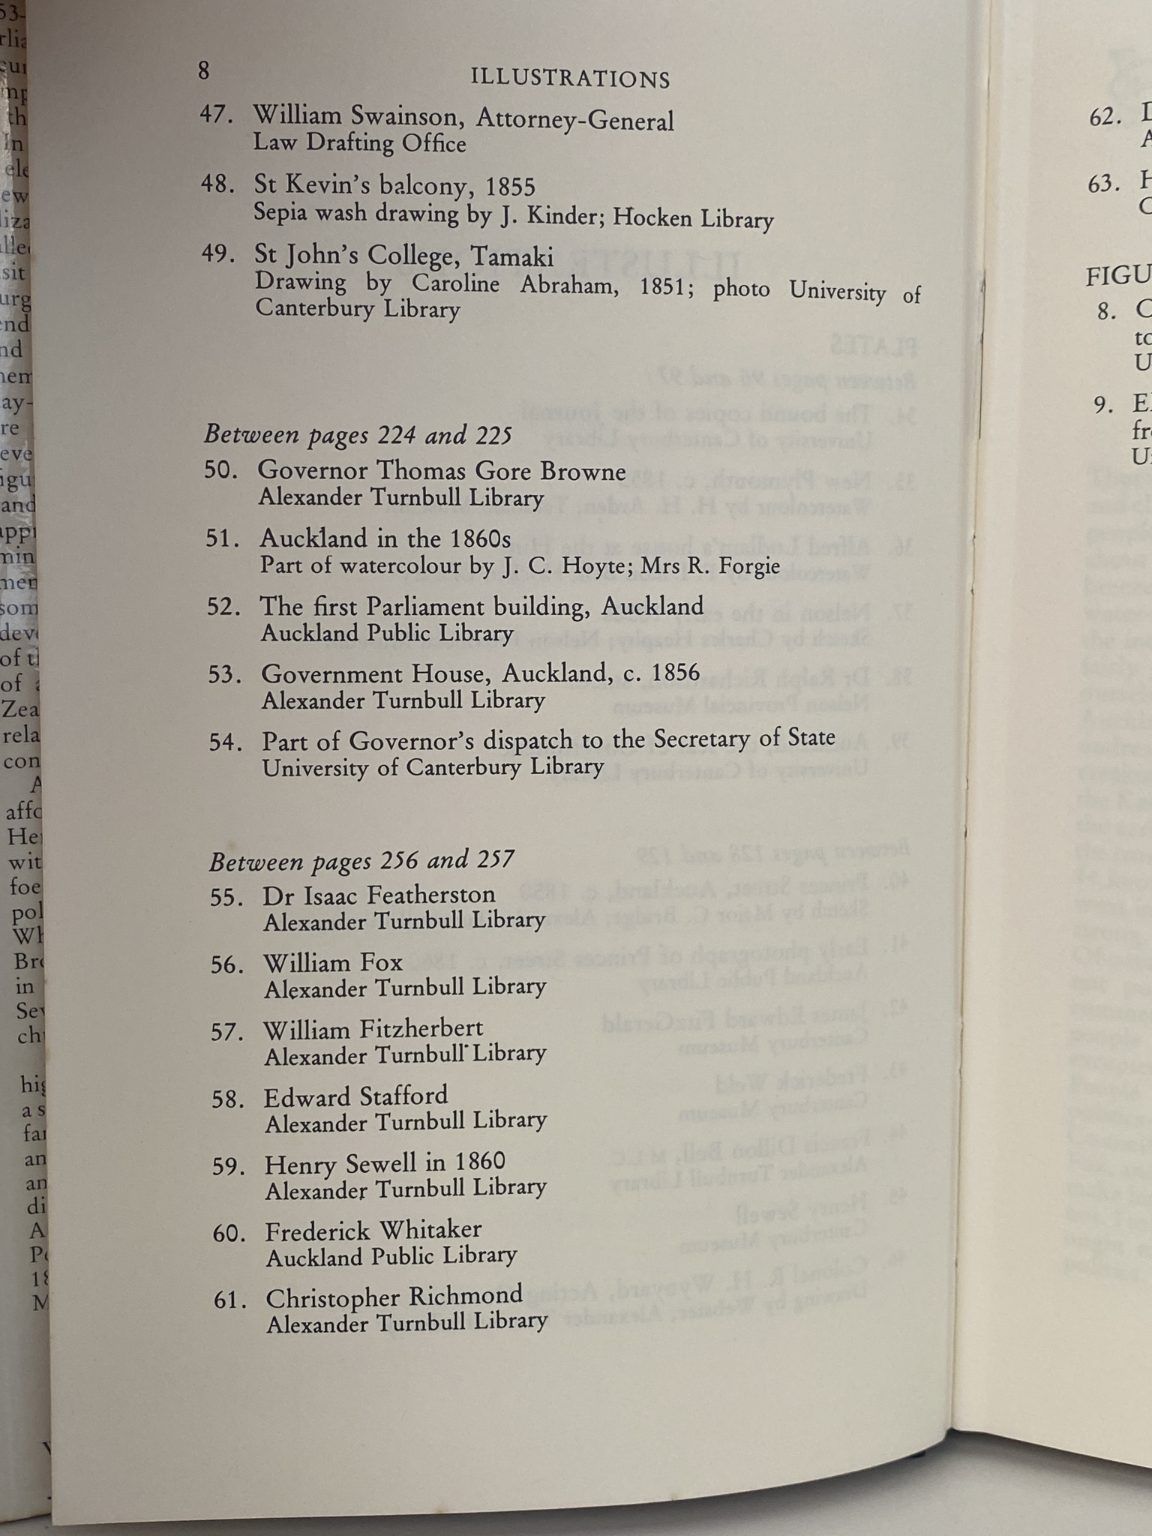 8 ILLUSTRATIONS
47. William Swainson, Attorney-General
Law Drafting Office
48. St Kevin's balcony, 1855
Sepia wash drawing by J. Kinder; Hocken Library
49. St John's College, Tamaki
Drawing by Caroline Abraham, 1851; photo University of
Canterbury Library
Between pages 224 and 225
50. Governor Thomas Gore Browne
Alexander Turnbull Library
51. Auckland in the 1860s
Part of watercolour by J. C. Hoyte; Mrs R. Forgie
52. The first Parliament building, Auckland
Auckland Public Library
53. Government House, Auckland, c. 1856
Alexander Turnbull Library
54. Part of Governor's dispatch to the Secretary of State
University of Canterbury Library
Between pages 256 and 257
55. Dr Isaac Featherston
Alexander Turnbull Library
56. William Fox
Alexander Turnbull Library
57. William Fitzherbert
Alexander Turnbull Library
58. Edward Stafford
Alexander Turnbull Library
59. Henry Sewell in 1860
Alexander Turnbull Library
60. Frederick Whitaker
Auckland Public Library
61. Christopher Richmond
Alexander Turnbull Library
62.
63.
8.
9.